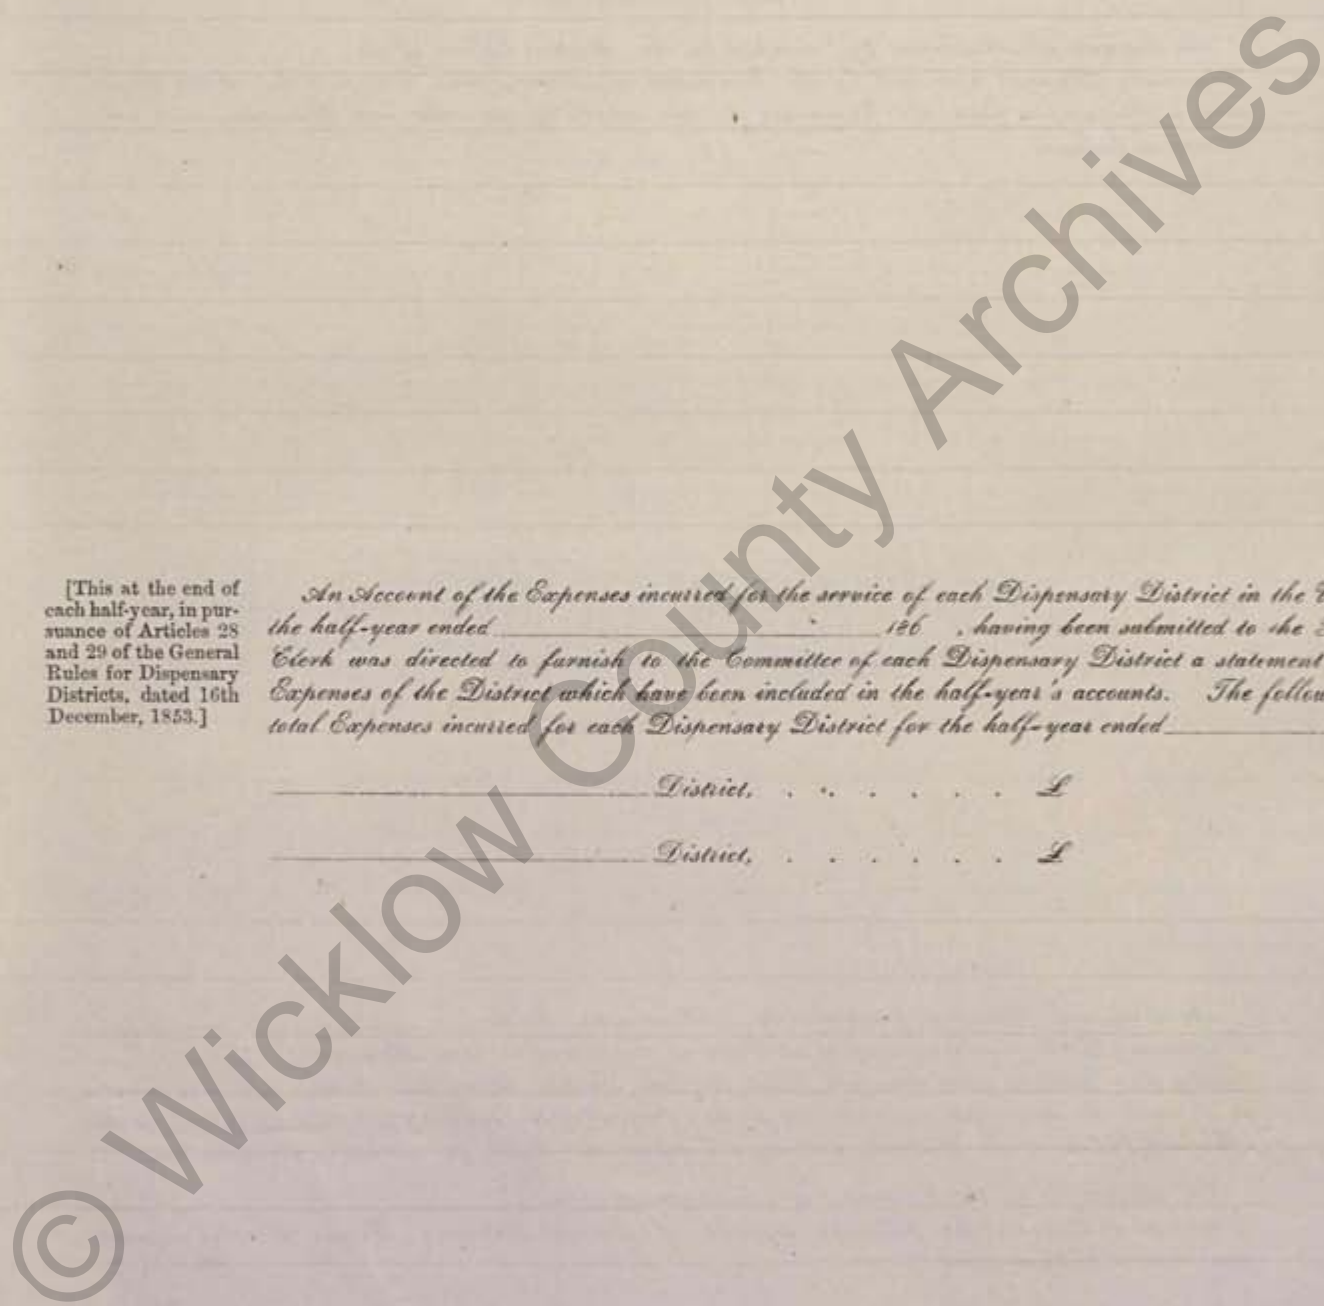 [This at the end of
each half-year, in pur-
suance of Articles 28
and 29 of the General
Rules for Dispensary
Districts, dated 16th
December, 1853.]
An Account of the Expenses incurred for the service of each Dispensary District in the
the half-year ended 186 , having been submitted to the
Clerk was directed to furnish to the Committee of each Dispensary District a statement
Expenses of the District which have been included in the half-year's accounts. The follow
total Expenses incurred for each Dispensary District for the half-year ended
District, . . . . . . £
District, . . . . . . £
© Wicklow County Archives